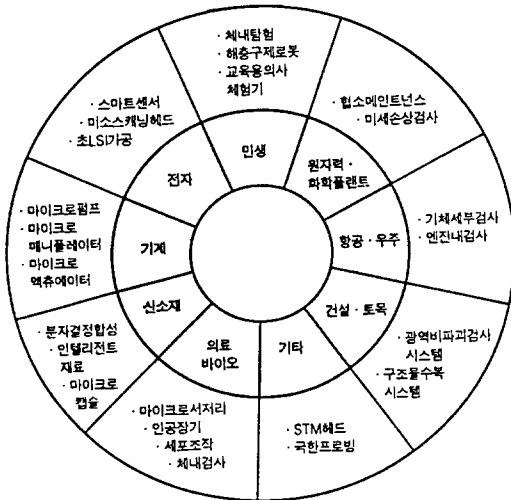 · 체내탐험
· 해충구제로봇
· 교육용의사
체험기
민생
· 협소메인트넌스
· 미세손상검사
원자력 ·
화학플랜트
· 기체세부검사
· 엔진내검사
항공 · 우주
· 광역비파괴검사
시스템
· 구조물수복
시스템
건설 · 토목
· STM헤드
· 국한프로빙
기타
· 마이크로서저리
· 인공장기
· 세포조작
· 체내검사
의료
바이오
· 분자결정합성
· 인텔리전트
재료
· 마이크로
캡슐
신소재
· 마이크로펌프
· 마이크로
매니퓰레이터
· 마이크로
액츄에이터
기계
· 스마트센서
· 미소스캐닝헤드
· 초LSI가공
전자